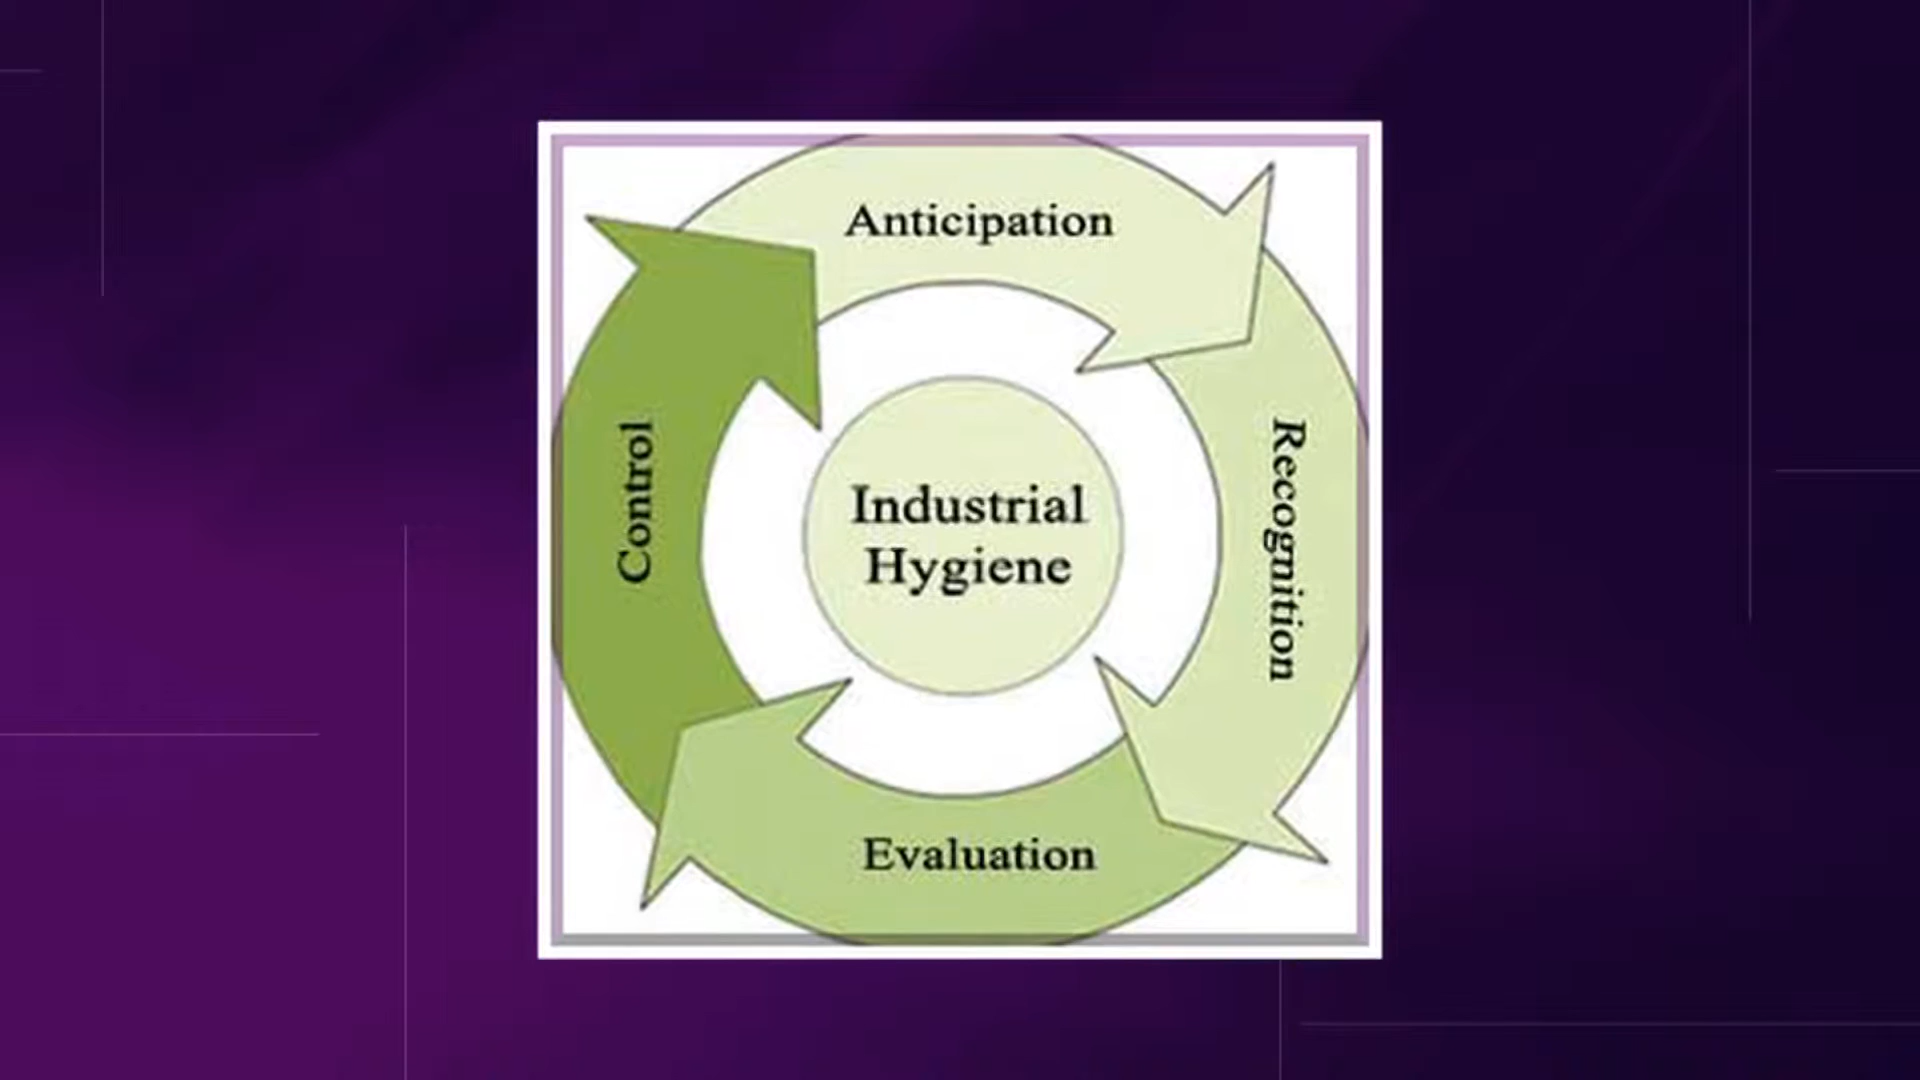 Anticipation
Recognition
Evaluation
Control
Industrial
Hygiene